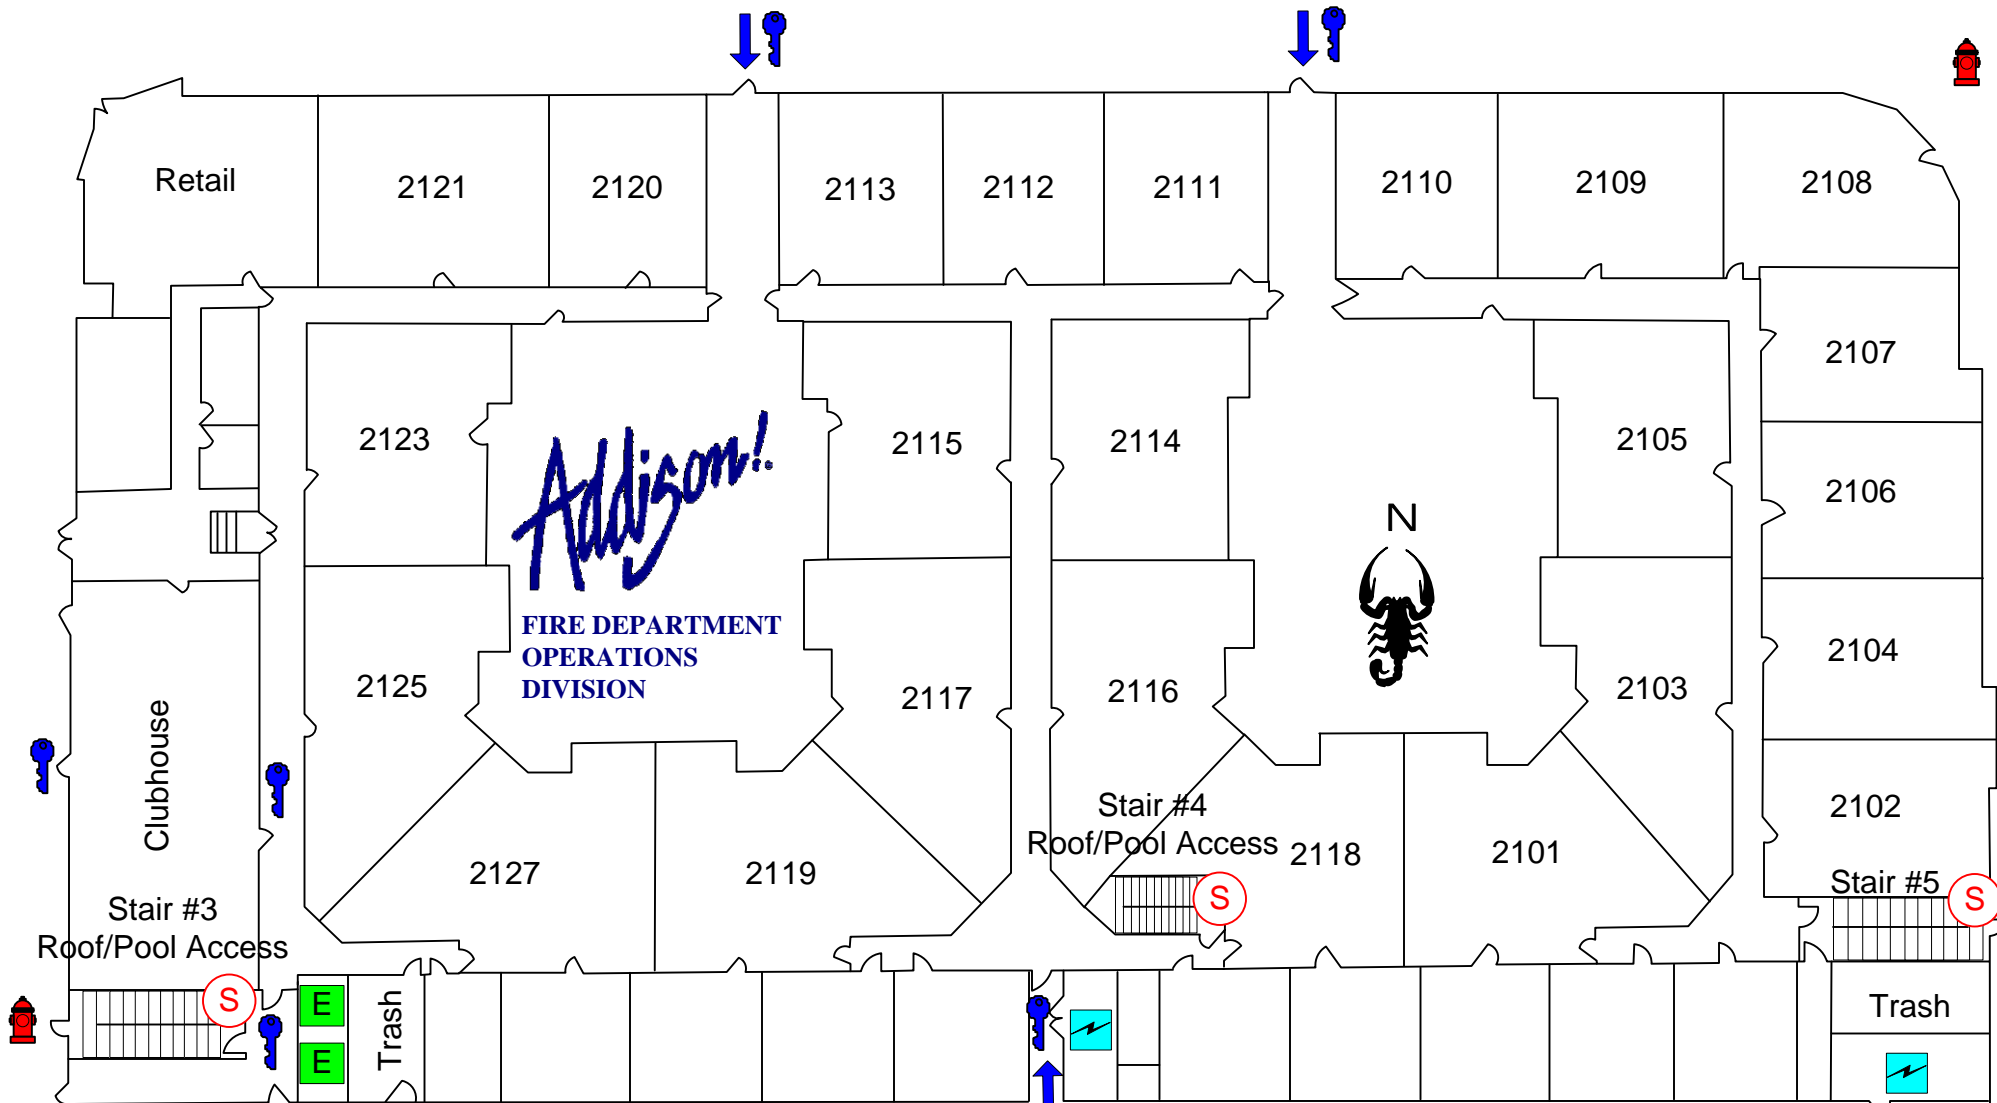 Retail
2121
2120
2113
2112
2111
2110
2109
2108
2107
2123
2115
2114
2105
2106
Addison!
N
FIRE DEPARTMENT
OPERATIONS
DIVISION
2125
2117
2116
2103
2104
Clubhouse
Stair #4
Roof/Pool Access
2102
2127
2119
2118
2101
Stair #5
S
S
Stair #3
Roof/Pool Access
S
E
E
Trash
Trash